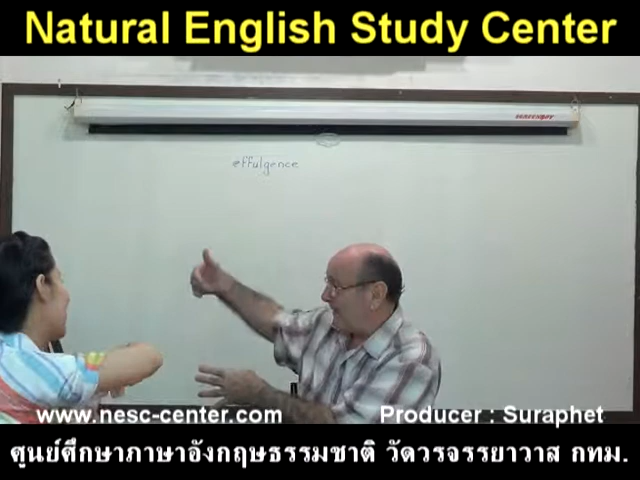 Natural English Study Center
effulgence
www.nesc-center.com
Producer : Suraphet
ศูนย์ศึกษาภาษาอังกฤษธรรมชาติ วัดวรจรรยาวาส กทม.